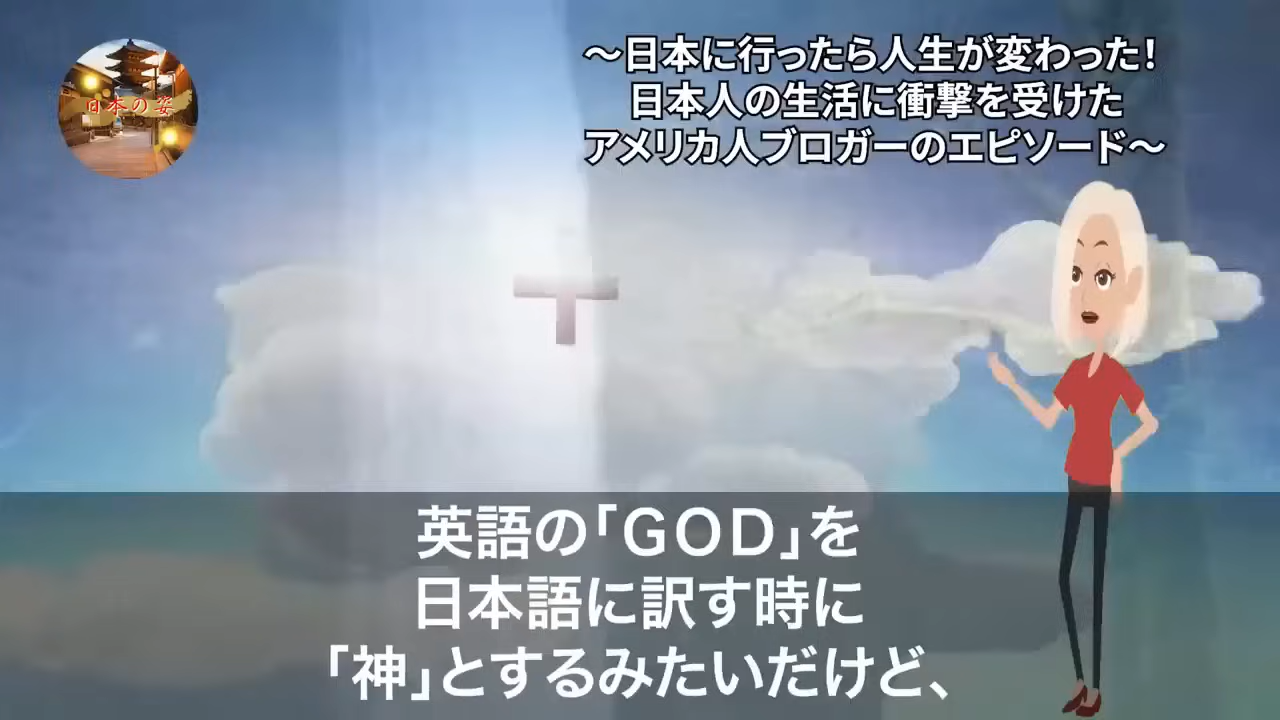 ～日本に行ったら人生が変わった！
日本人の生活に衝撃を受けた
アメリカ人ブロガーのエピソード～
日本の姿
英語の「ＧＯＤ」を
日本語に訳す時に
「神」とするみたいだけど、